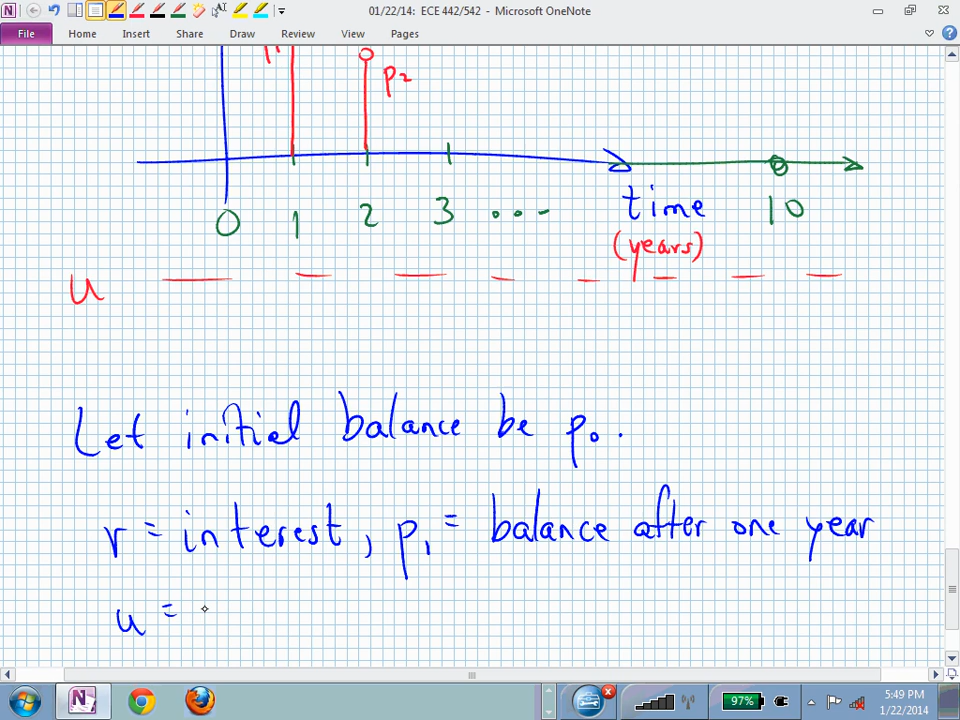 01/22/14: ECE 442/542 - Microsoft OneNote
File Home Insert Share Draw Review View Pages
p2
0 1 2 3 ... time 10
(years)
u
Let initial balance be p0.
r = interest, p1 = balance after one year
u =
97% 5:49 PM
1/22/2014